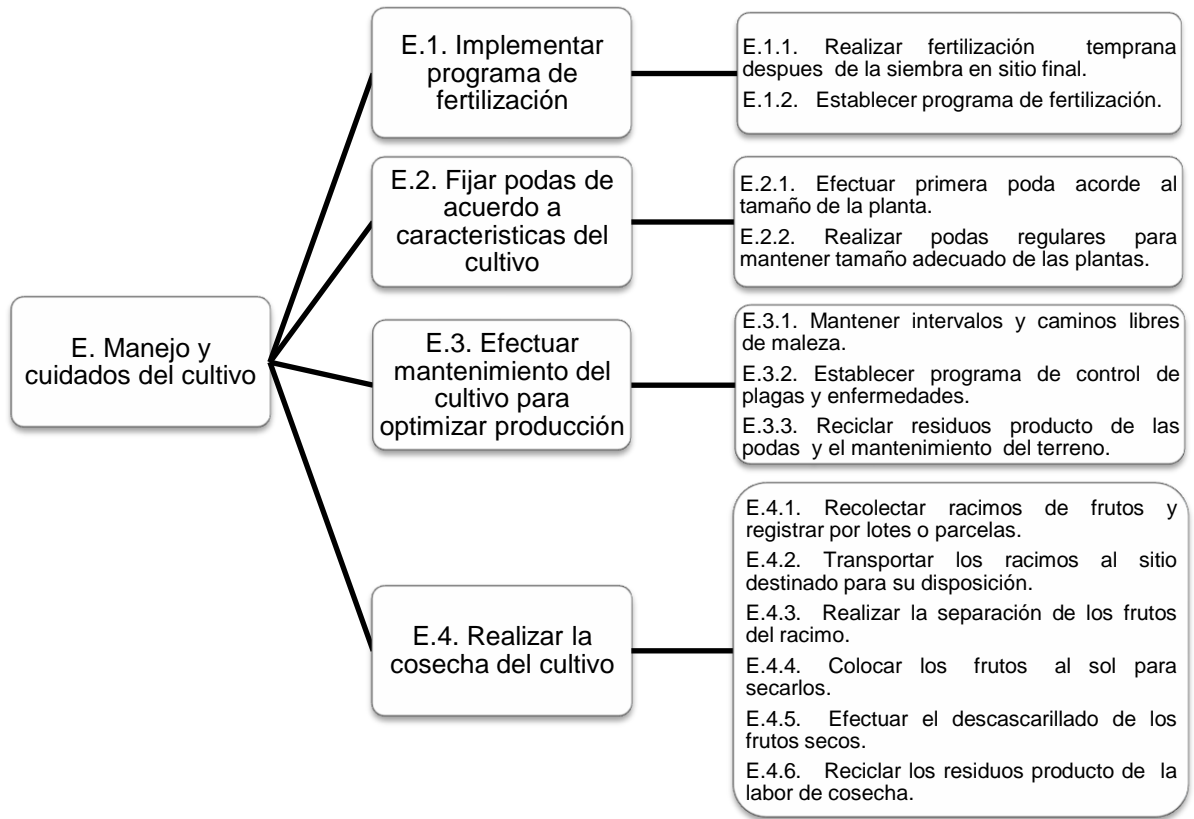 E. Manejo y
cuidados del cultivo
E.1. Implementar
programa de
fertilización
E.1.1. Realizar fertilización temprana
despues de la siembra en sitio final.
E.1.2. Establecer programa de fertilización.
E.2. Fijar podas de
acuerdo a
caracteristicas del
cultivo
E.2.1. Efectuar primera poda acorde al
tamaño de la planta.
E.2.2. Realizar podas regulares para
mantener tamaño adecuado de las plantas.
E.3. Efectuar
mantenimiento del
cultivo para
optimizar producción
E.3.1. Mantener intervalos y caminos libres
de maleza.
E.3.2. Establecer programa de control de
plagas y enfermedades.
E.3.3. Reciclar residuos producto de las
podas y el mantenimiento del terreno.
E.4. Realizar la
cosecha del cultivo
E.4.1. Recolectar racimos de frutos y
registrar por lotes o parcelas.
E.4.2. Transportar los racimos al sitio
destinado para su disposición.
E.4.3. Realizar la separación de los frutos
del racimo.
E.4.4. Colocar los frutos al sol para
secarlos.
E.4.5. Efectuar el descascarillado de los
frutos secos.
E.4.6. Reciclar los residuos producto de la
labor de cosecha.